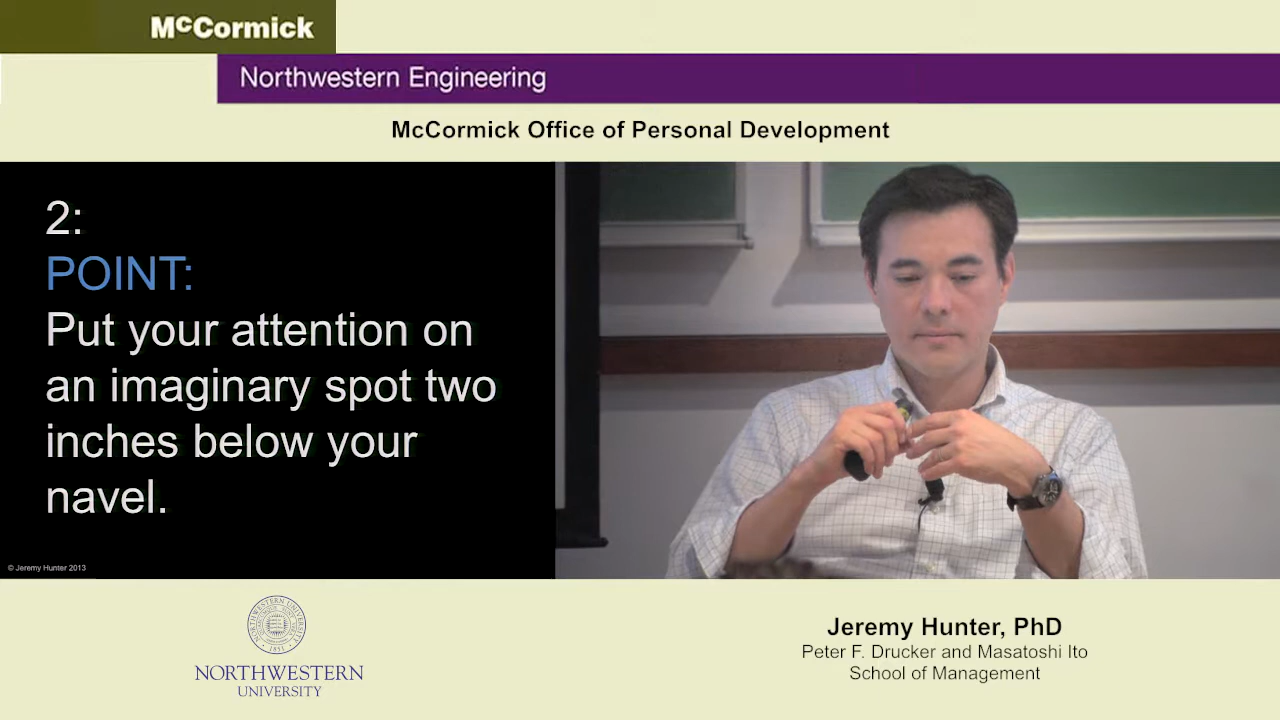 McCormick
Northwestern Engineering
McCormick Office of Personal Development
2:
POINT:
Put your attention on
an imaginary spot two
inches below your
navel.
© Jeremy Hunter 2013
NORTHWESTERN
UNIVERSITY
Jeremy Hunter, PhD
Peter F. Drucker and Masatoshi Ito
School of Management